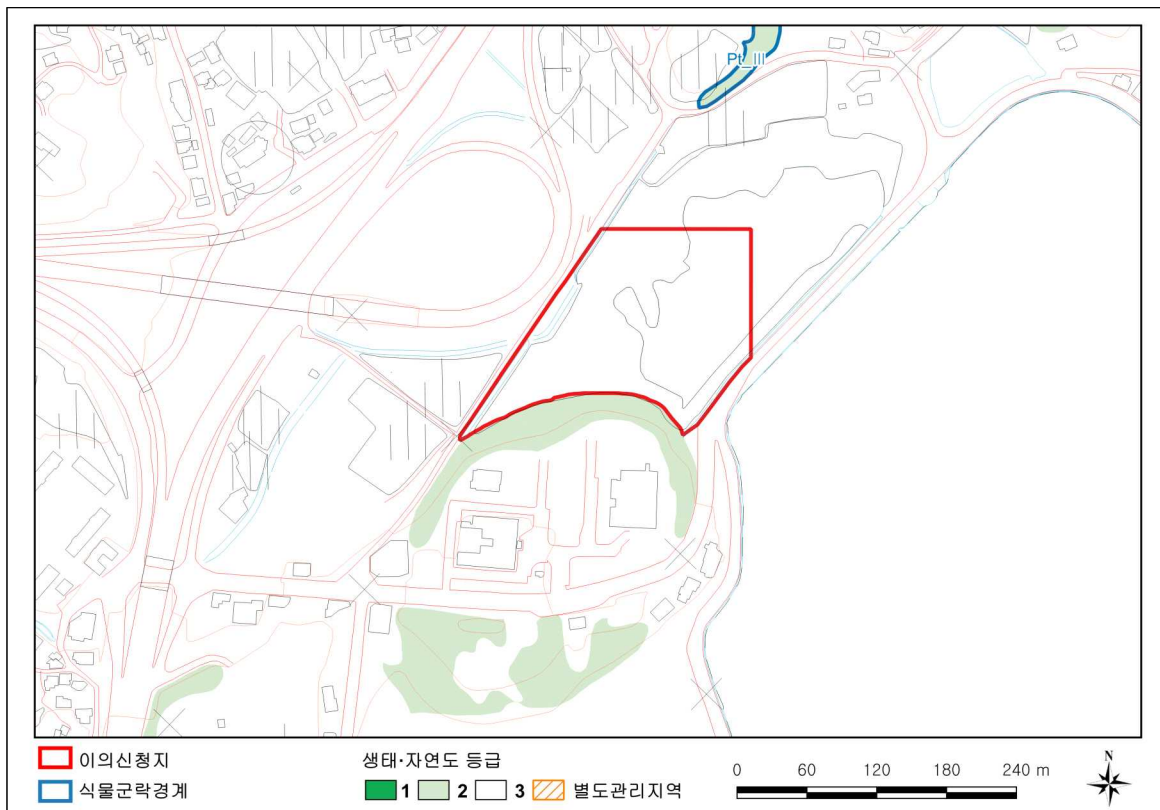 Pt_III
이의신청지
식물군락경계
생태·자연도 등급
1 2 3 별도관리지역
0 60 120 180 240 m
N